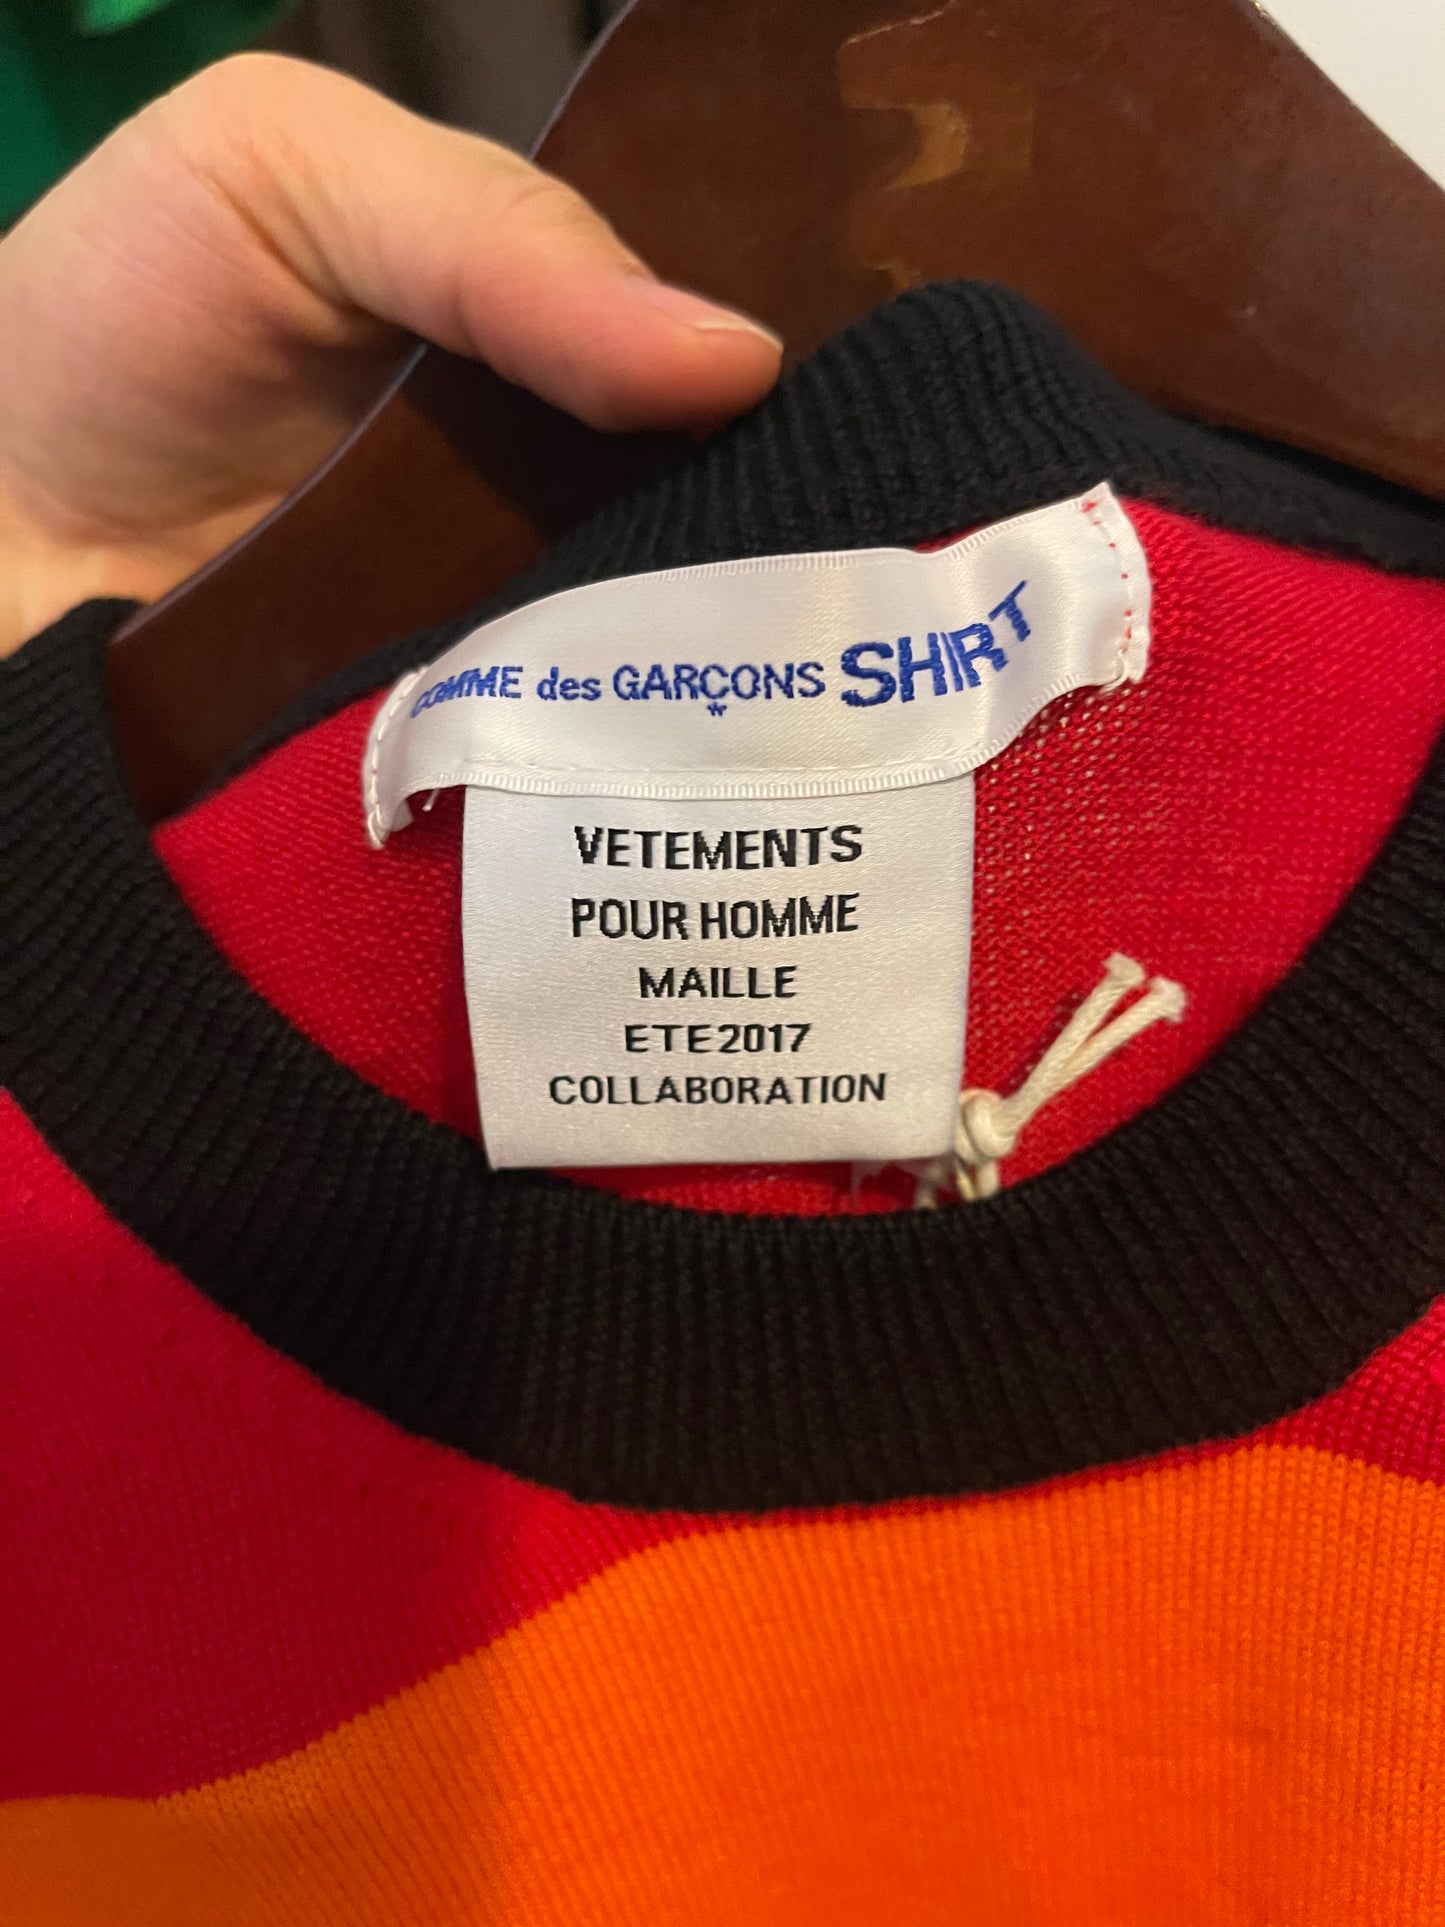 COMME des GARÇONS SHIRT
*
VETEMENTS
POUR HOMME
MAILLE
ETE2017
COLLABORATION